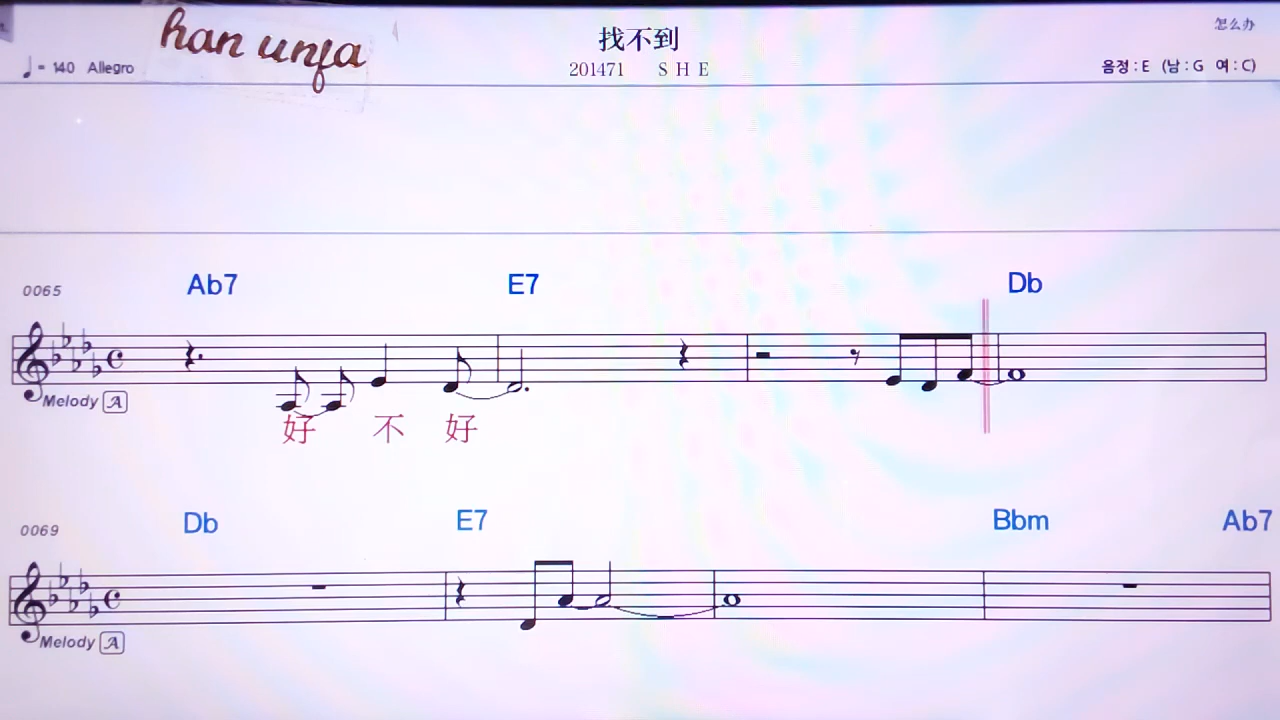 han unfa
找不到
怎么办
♩= 140 Allegro
201471 S H E
음정 : E (남 : G 여 : C)
0065 Ab7 E7 Db
Melody A
好 不 好
0069 Db E7 Bbm Ab7
Melody A